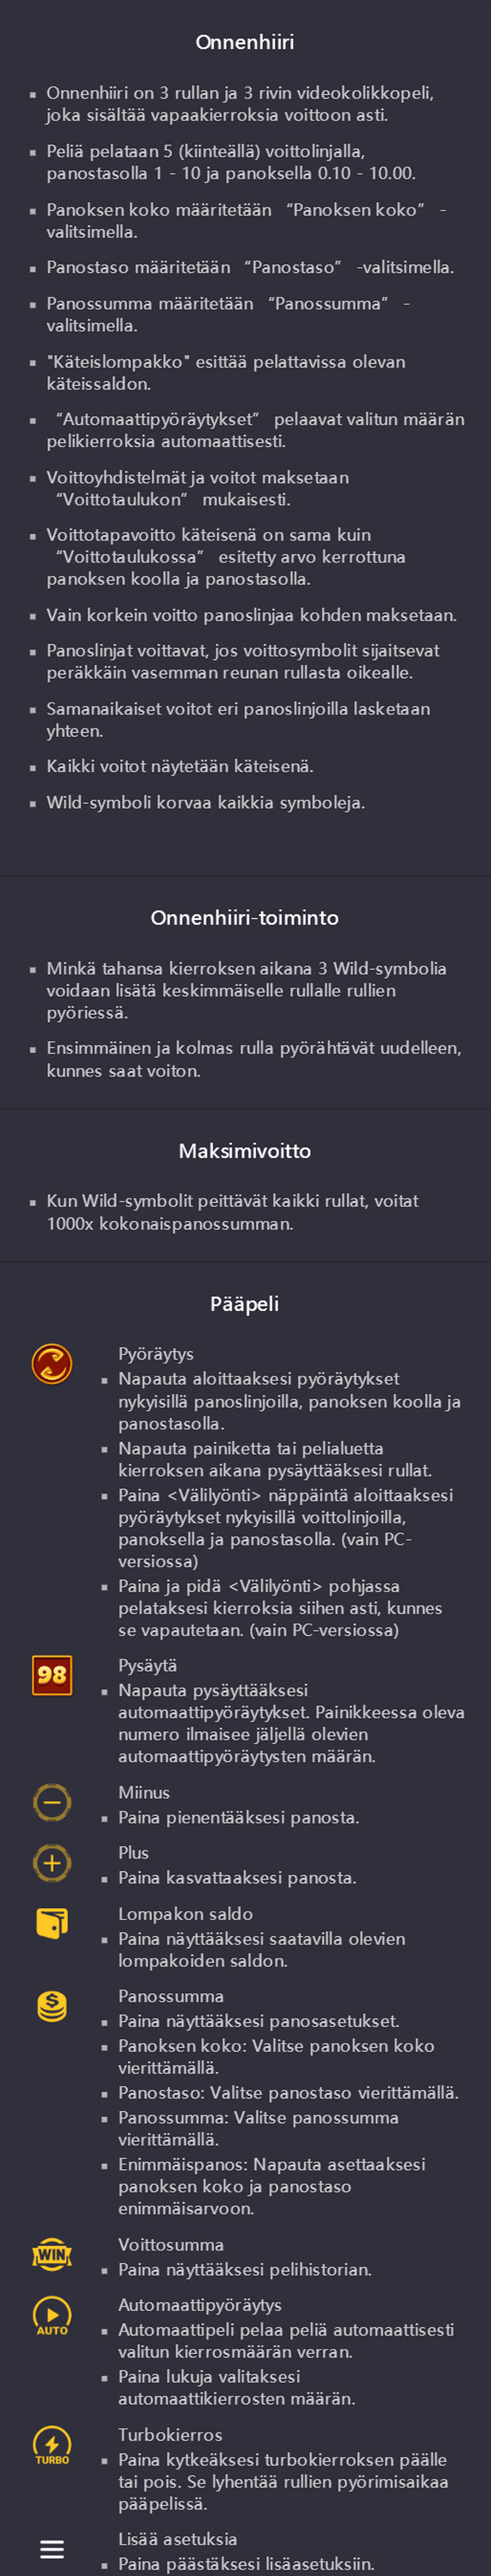 Onnenhiiri
▪ Onnenhiiri on 3 rullan ja 3 rivin videokolikkopeli,
joka sisältää vapaakierroksia voittoon asti.
▪ Peliä pelataan 5 (kiinteällä) voittolinjalla,
panostasolla 1 - 10 ja panoksella 0.10 - 10.00.
▪ Panoksen koko määritetään “Panoksen koko” -
valitsimella.
▪ Panostaso määritetään “Panostaso” -valitsimella.
▪ Panossumma määritetään “Panossumma” -
valitsimella.
▪ "Käteislompakko" esittää pelattavissa olevan
käteissaldon.
▪ “Automaattipyöräytykset” pelaavat valitun määrän
pelikierroksia automaattisesti.
▪ Voittoyhdistelmät ja voitot maksetaan
“Voittotaulukon” mukaisesti.
▪ Voittotapavoitto käteisenä on sama kuin
“Voittotaulukossa” esitetty arvo kerrottuna
panoksen koolla ja panostasolla.
▪ Vain korkein voitto panoslinjaa kohden maksetaan.
▪ Panoslinjat voittavat, jos voittosymbolit sijaitsevat
peräkkäin vasemman reunan rullasta oikealle.
▪ Samanaikaiset voitot eri panoslinjoilla lasketaan
yhteen.
▪ Kaikki voitot näytetään käteisenä.
▪ Wild-symboli korvaa kaikkia symboleja.
Onnenhiiri-toiminto
▪ Minkä tahansa kierroksen aikana 3 Wild-symbolia
voidaan lisätä keskimmäiselle rullalle rullien
pyöriessä.
▪ Ensimmäinen ja kolmas rulla pyörähtävät uudelleen,
kunnes saat voiton.
Maksimivoitto
▪ Kun Wild-symbolit peittävät kaikki rullat, voitat
1000x kokonaispanossumman.
Pääpeli
Pyöräytys
▪ Napauta aloittaaksesi pyöräytykset
nykyisillä panoslinjoilla, panoksen koolla ja
panostasolla.
▪ Napauta painiketta tai pelialuetta
kierroksen aikana pysäyttääksesi rullat.
▪ Paina <Välilyönti> näppäintä aloittaaksesi
pyöräytykset nykyisillä voittolinjoilla,
panoksella ja panostasolla. (vain PC-
versiossa)
▪ Paina ja pidä <Välilyönti> pohjassa
pelataksesi kierroksia siihen asti, kunnes
se vapautetaan. (vain PC-versiossa)
98
Pysäytä
▪ Napauta pysäyttääksesi
automaattipyöräytykset. Painikkeessa oleva
numero ilmaisee jäljellä olevien
automaattipyöräytysten määrän.
Miinus
▪ Paina pienentääksesi panosta.
Plus
▪ Paina kasvattaaksesi panosta.
Lompakon saldo
▪ Paina näyttääksesi saatavilla olevien
lompakoiden saldon.
Panossumma
▪ Paina näyttääksesi panosasetukset.
▪ Panoksen koko: Valitse panoksen koko
vierittämällä.
▪ Panostaso: Valitse panostaso vierittämällä.
▪ Panossumma: Valitse panossumma
vierittämällä.
▪ Enimmäispanos: Napauta asettaaksesi
panoksen koko ja panostaso
enimmäisarvoon.
WIN
Voittosumma
▪ Paina näyttääksesi pelihistorian.
AUTO
Automaattipyöräytys
▪ Automaattipeli pelaa peliä automaattisesti
valitun kierrosmäärän verran.
▪ Paina lukuja valitaksesi
automaattikierrosten määrän.
TURBO
Turbokierros
▪ Paina kytkeäksesi turbokierroksen päälle
tai pois. Se lyhentää rullien pyörimisaikaa
pääpelissä.
Lisää asetuksia
▪ Paina päästäksesi lisäasetuksiin.